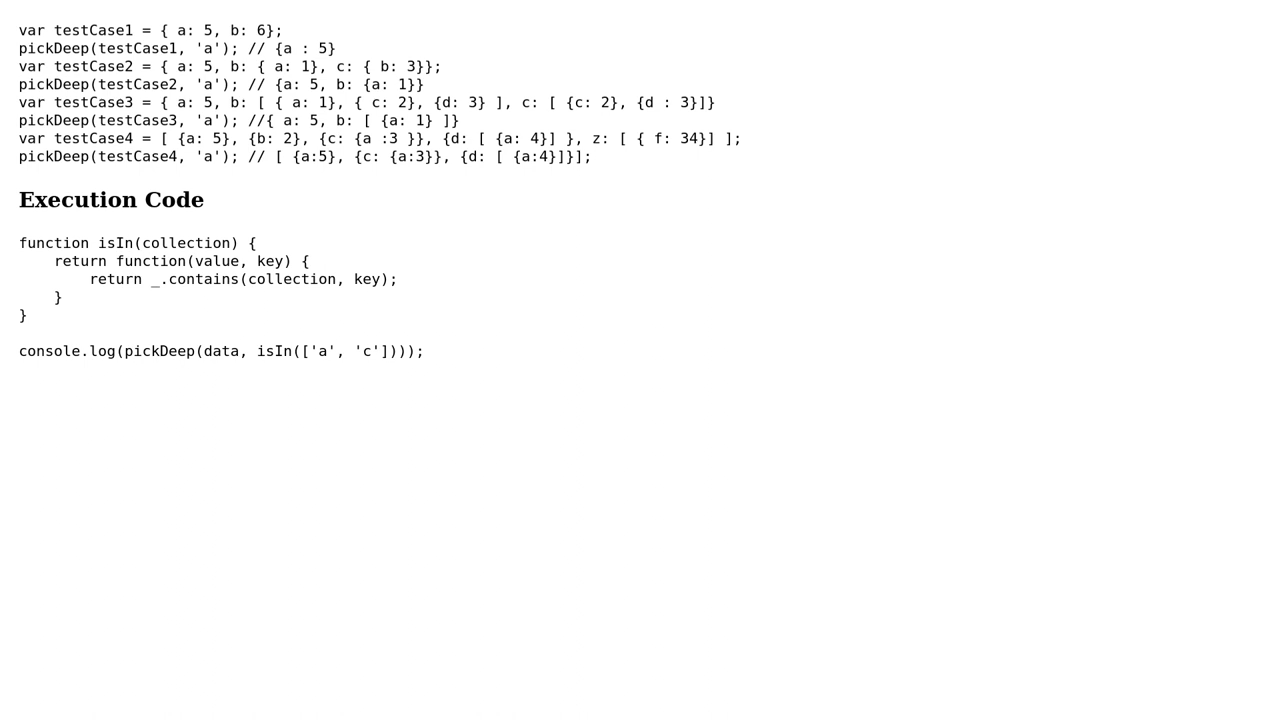 var testCase1 = { a: 5, b: 6};
pickDeep(testCase1, 'a'); // {a : 5}
var testCase2 = { a: 5, b: { a: 1}, c: { b: 3}};
pickDeep(testCase2, 'a'); // {a: 5, b: {a: 1}}
var testCase3 = { a: 5, b: [ { a: 1}, { c: 2}, {d: 3} ], c: [ {c: 2}, {d : 3}]}
pickDeep(testCase3, 'a'); //{ a: 5, b: [ {a: 1} ]}
var testCase4 = [ {a: 5}, {b: 2}, {c: {a :3 }}, {d: [ {a: 4}] }, z: [ { f: 34}] ];
pickDeep(testCase4, 'a'); // [ {a:5}, {c: {a:3}}, {d: [ {a:4}]}];
Execution Code
function isIn(collection) {
    return function(value, key) {
        return _.contains(collection, key);
    }
}
console.log(pickDeep(data, isIn(['a', 'c'])));